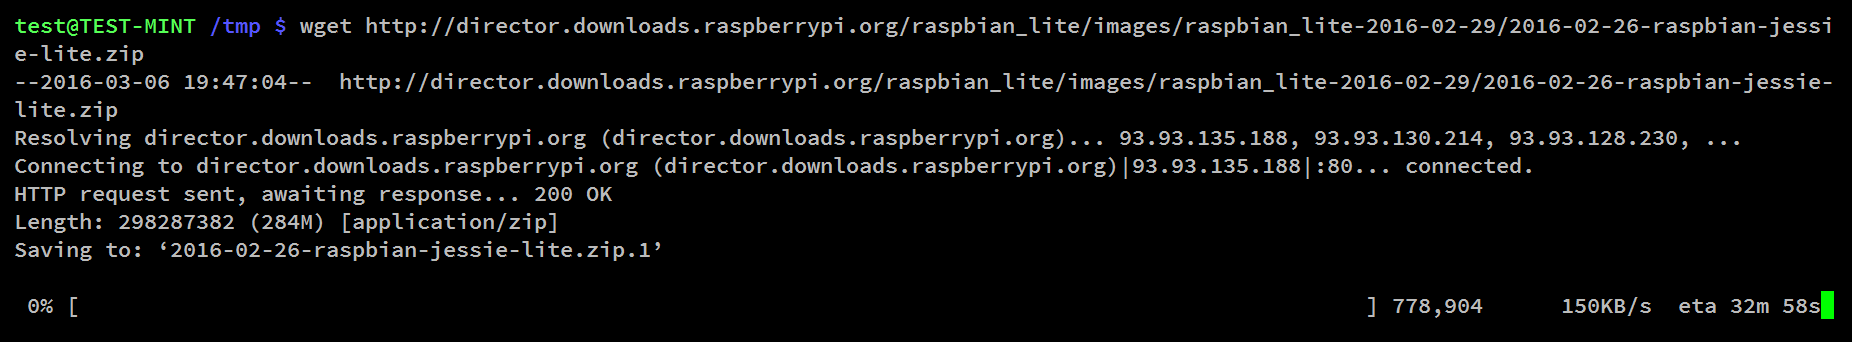 test@TEST-MINT /tmp $ wget http://director.downloads.raspberrypi.org/raspbian_lite/images/raspbian_lite-2016-02-29/2016-02-26-raspbian-jessi
e-lite.zip
--2016-03-06 19:47:04--  http://director.downloads.raspberrypi.org/raspbian_lite/images/raspbian_lite-2016-02-29/2016-02-26-raspbian-jessie-
lite.zip
Resolving director.downloads.raspberrypi.org (director.downloads.raspberrypi.org)... 93.93.135.188, 93.93.130.214, 93.93.128.230, ...
Connecting to director.downloads.raspberrypi.org (director.downloads.raspberrypi.org)|93.93.135.188|:80... connected.
HTTP request sent, awaiting response... 200 OK
Length: 298287382 (284M) [application/zip]
Saving to: ‘2016-02-26-raspbian-jessie-lite.zip.1’
 0% [                                                                                                   ] 778,904      150KB/s  eta 32m 58s